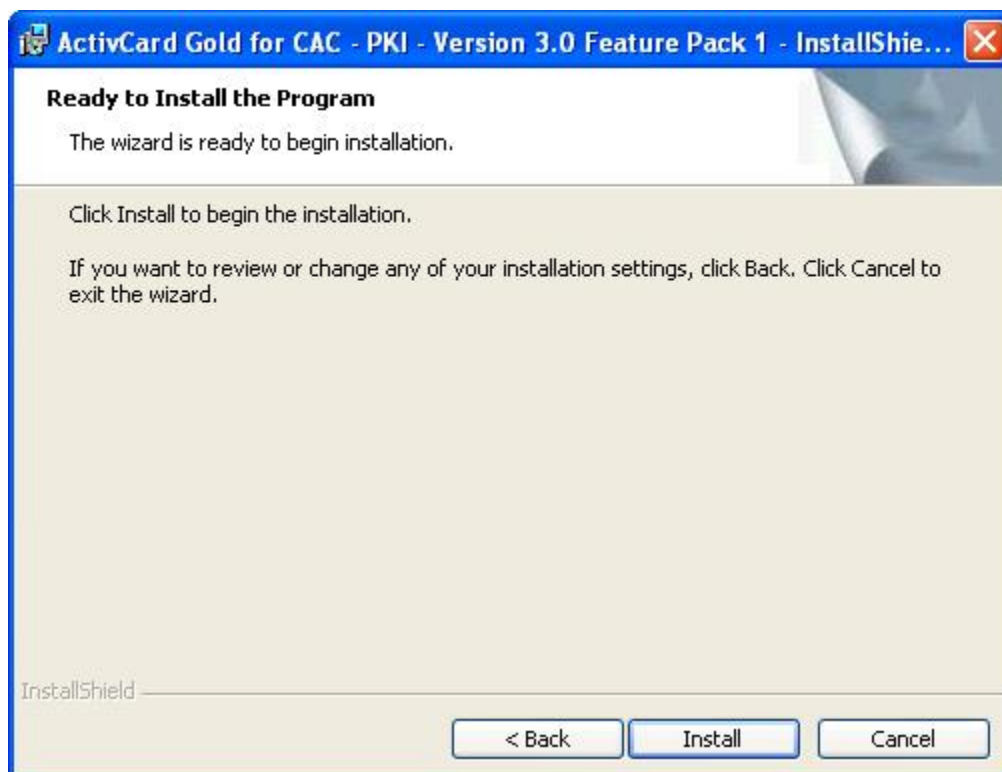 ActivCard Gold for CAC - PKI - Version 3.0 Feature Pack 1 - InstallShie...
Ready to Install the Program
The wizard is ready to begin installation.
Click Install to begin the installation.
If you want to review or change any of your installation settings, click Back. Click Cancel to
exit the wizard.
InstallShield
< Back
Install
Cancel